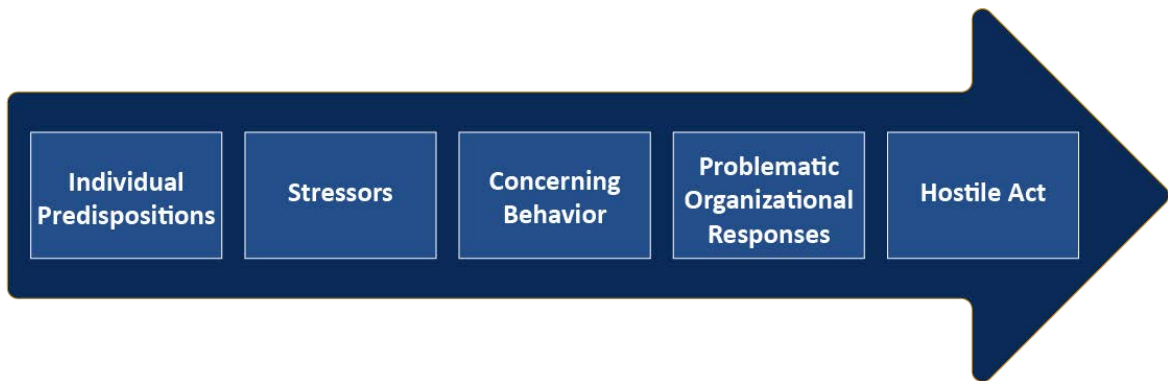 Individual
Predispositions
Stressors
Concerning
Behavior
Problematic
Organizational
Responses
Hostile Act